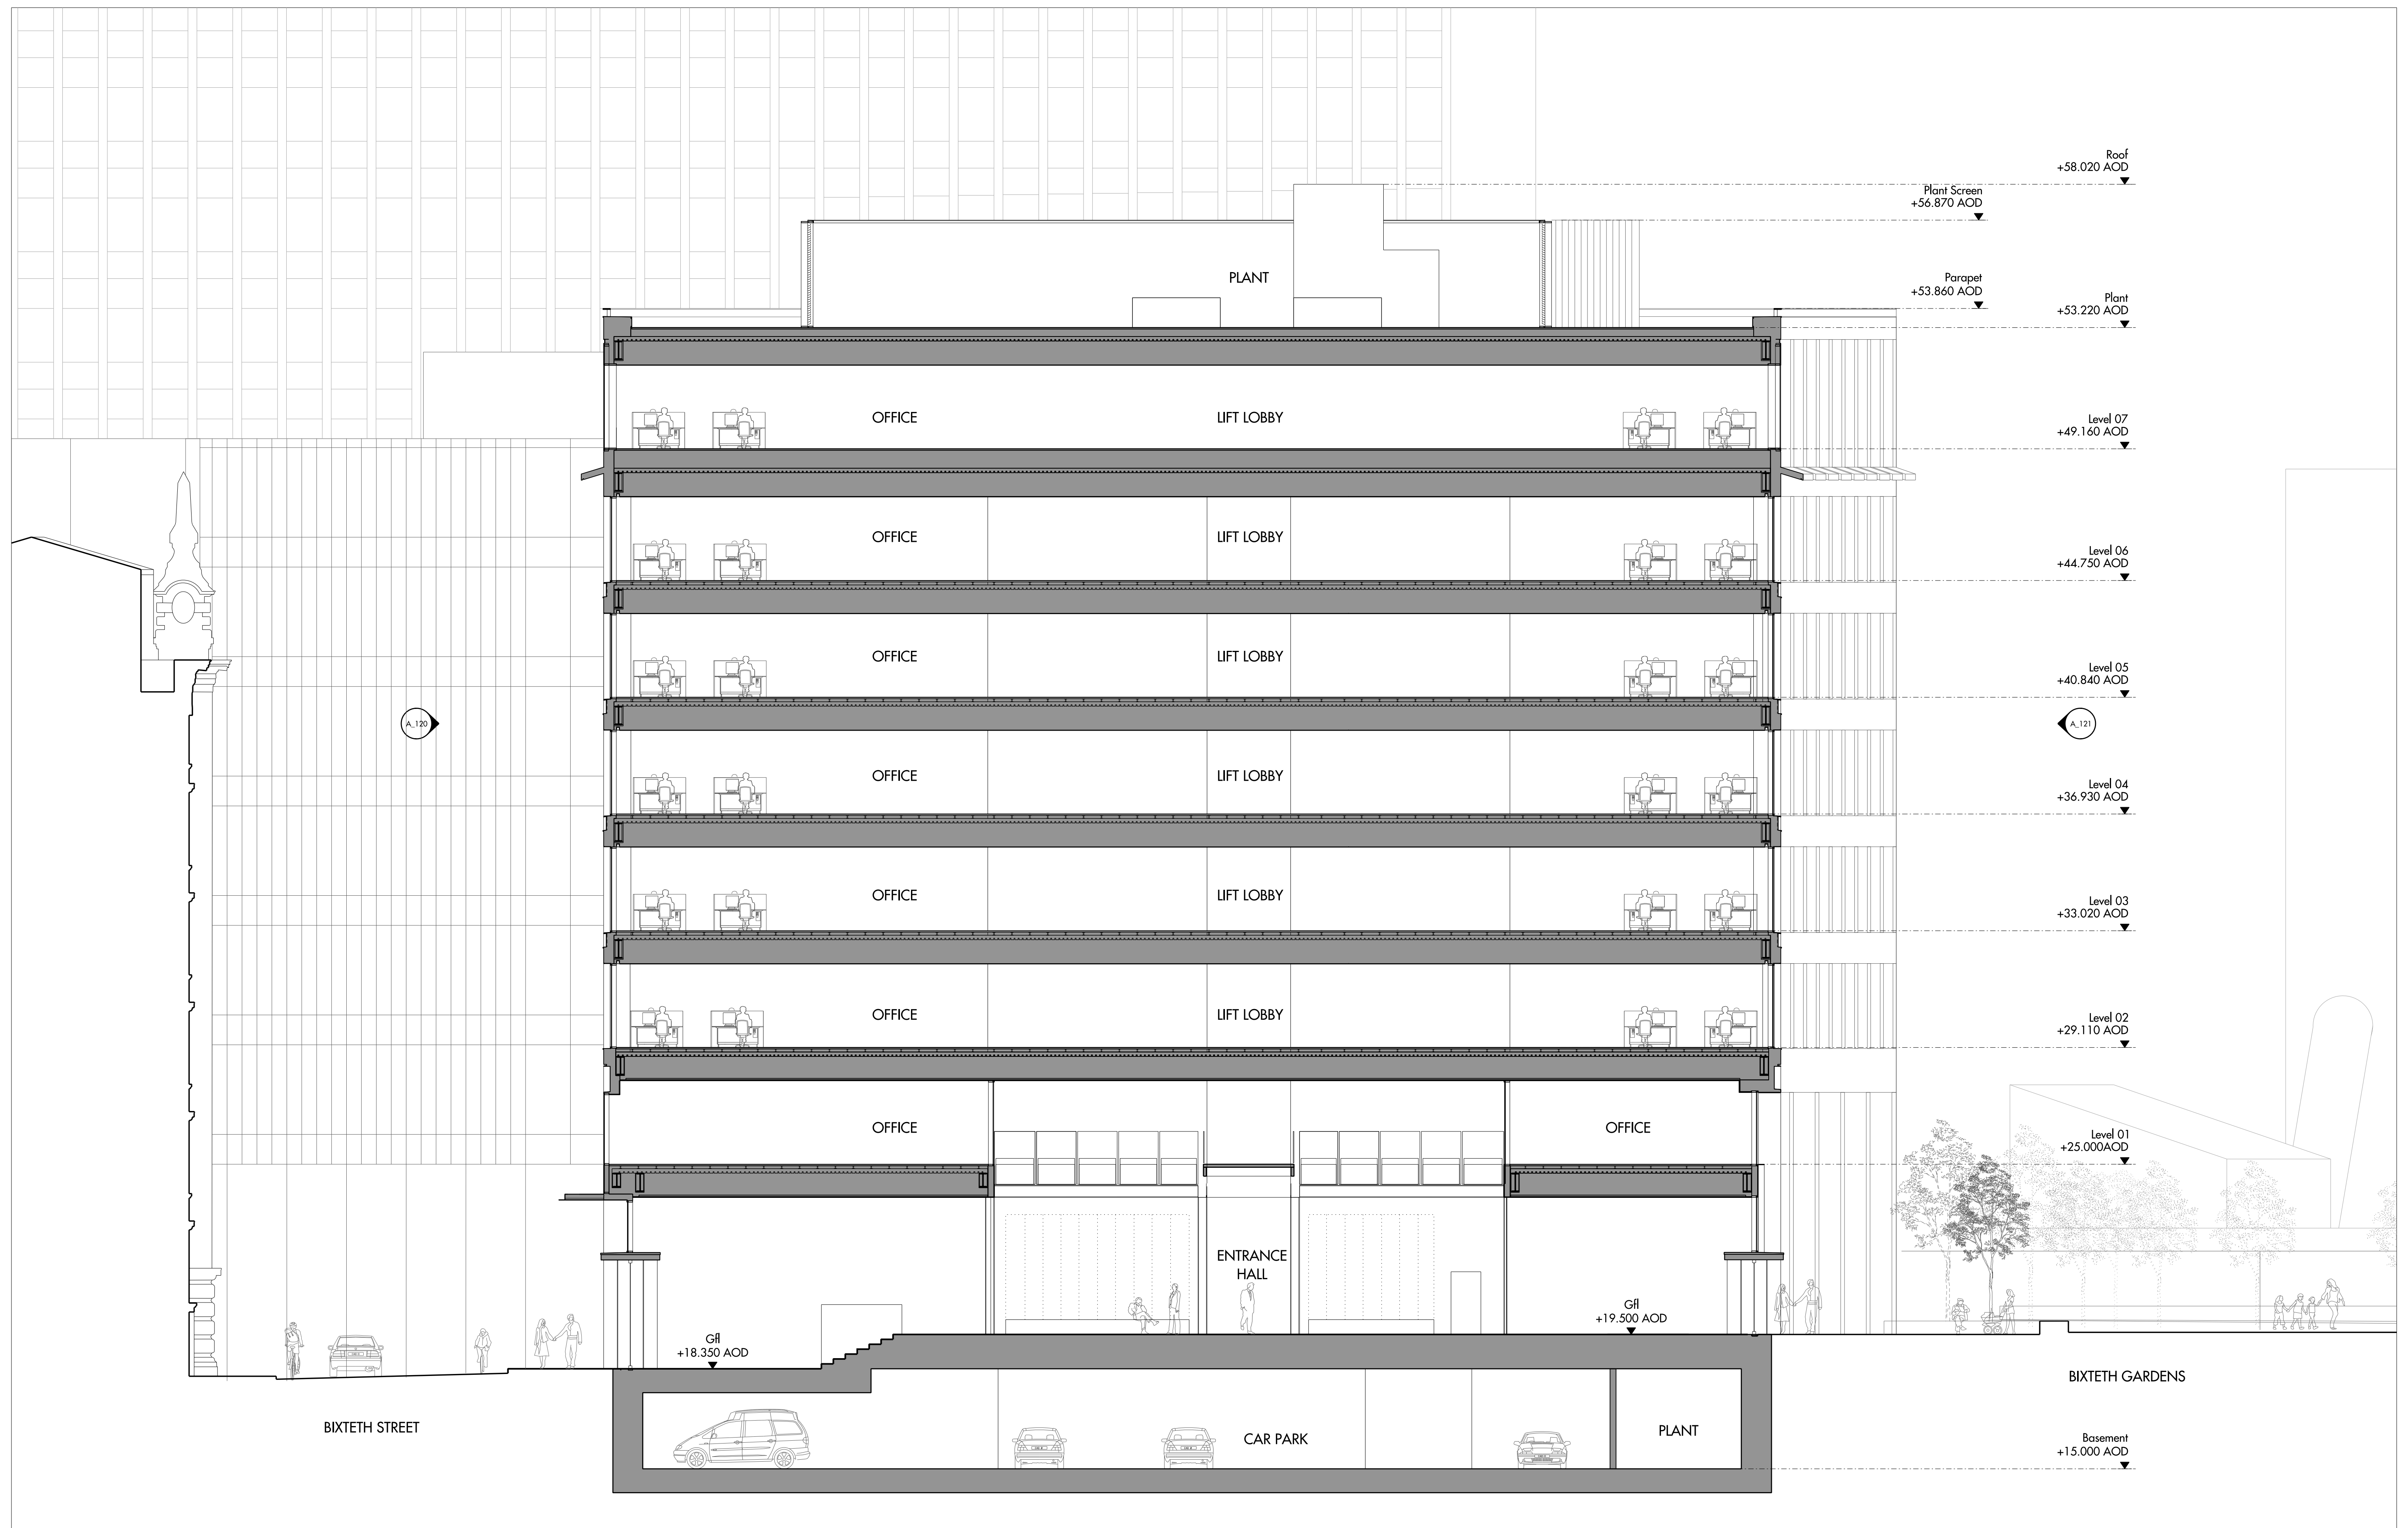 Roof
+58.020 AOD
Plant Screen
+56.870 AOD
PLANT
Parapet
+53.860 AOD
Plant
+53.220 AOD
OFFICE
LIFT LOBBY
Level 07
+49.160 AOD
OFFICE
LIFT LOBBY
Level 06
+44.750 AOD
OFFICE
LIFT LOBBY
Level 05
+40.840 AOD
A_120
A_121
OFFICE
LIFT LOBBY
Level 04
+36.930 AOD
OFFICE
LIFT LOBBY
Level 03
+33.020 AOD
OFFICE
LIFT LOBBY
Level 02
+29.110 AOD
OFFICE
OFFICE
Level 01
+25.000AOD
ENTRANCE
HALL
Gfl
+19.500 AOD
Gfl
+18.350 AOD
BIXTETH GARDENS
BIXTETH STREET
CAR PARK
PLANT
Basement
+15.000 AOD